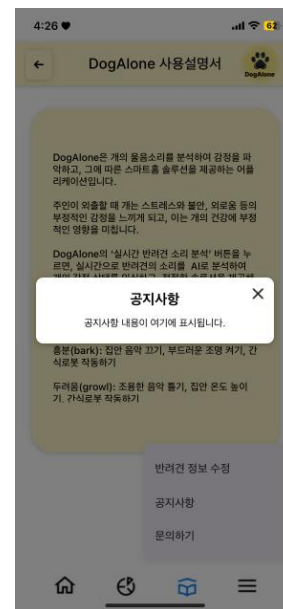 4:26
62
DogAlone 사용설명서
DogAlone
DogAlone은 개의 울음소리를 분석하여 감정을 파
악하고, 그에 따른 스마트홈 솔루션을 제공하는 어플
리케이션입니다.
주인이 외출할 때 개는 스트레스와 불안, 외로움 등의
부정적인 감정을 느끼게 되고, 이는 개의 건강에 부정
적인 영향을 미칩니다.
DogAlone의 '실시간 반려견 소리 분석' 버튼을 누
르면, 실시간으로 반려견의 소리를 AI로 분석하여
공지사항
공지사항 내용이 여기에 표시됩니다.
흥분(bark): 집안 음악 끄기, 부드러운 조명 켜기, 간
식로봇 작동하기
두려움(growl): 조용한 음악 틀기, 집안 온도 높이
기, 간식로봇 작동하기
반려견 정보 수정
공지사항
문의하기